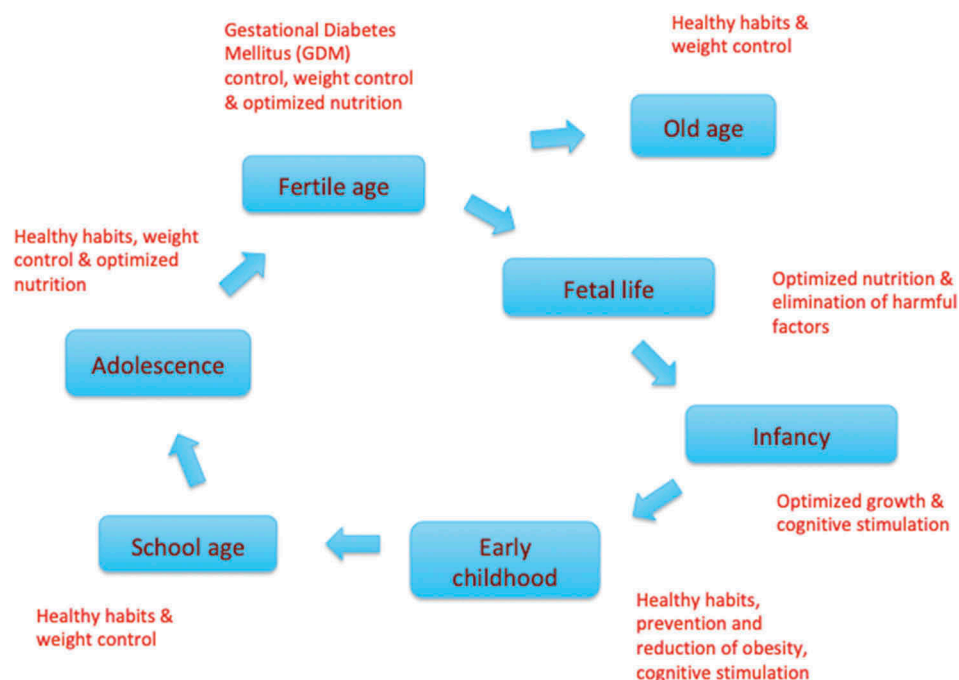 Gestational Diabetes
Mellitus (GDM)
control, weight control
& optimized nutrition
Healthy habits &
weight control
Old age
Fertile age
Healthy habits, weight
control & optimized
nutrition
Fetal life
Optimized nutrition &
elimination of harmful
factors
Adolescence
Infancy
Optimized growth &
cognitive stimulation
School age
Early
childhood
Healthy habits &
weight control
Healthy habits,
prevention and
reduction of obesity,
cognitive stimulation